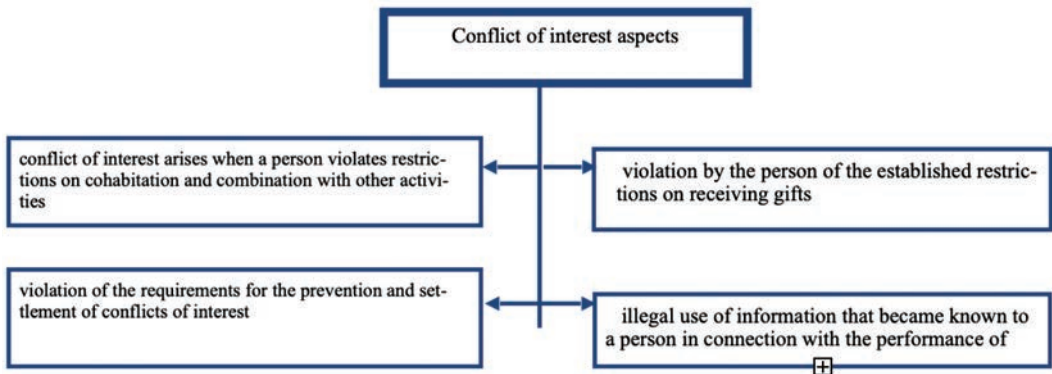 Conflict of interest aspects
conflict of interest arises when a person violates restric-
tions on cohabitation and combination with other activi-
ties
violation by the person of the established restric-
tions on receiving gifts
violation of the requirements for the prevention and set-
tlement of conflicts of interest
illegal use of information that became known to
a person in connection with the performance of